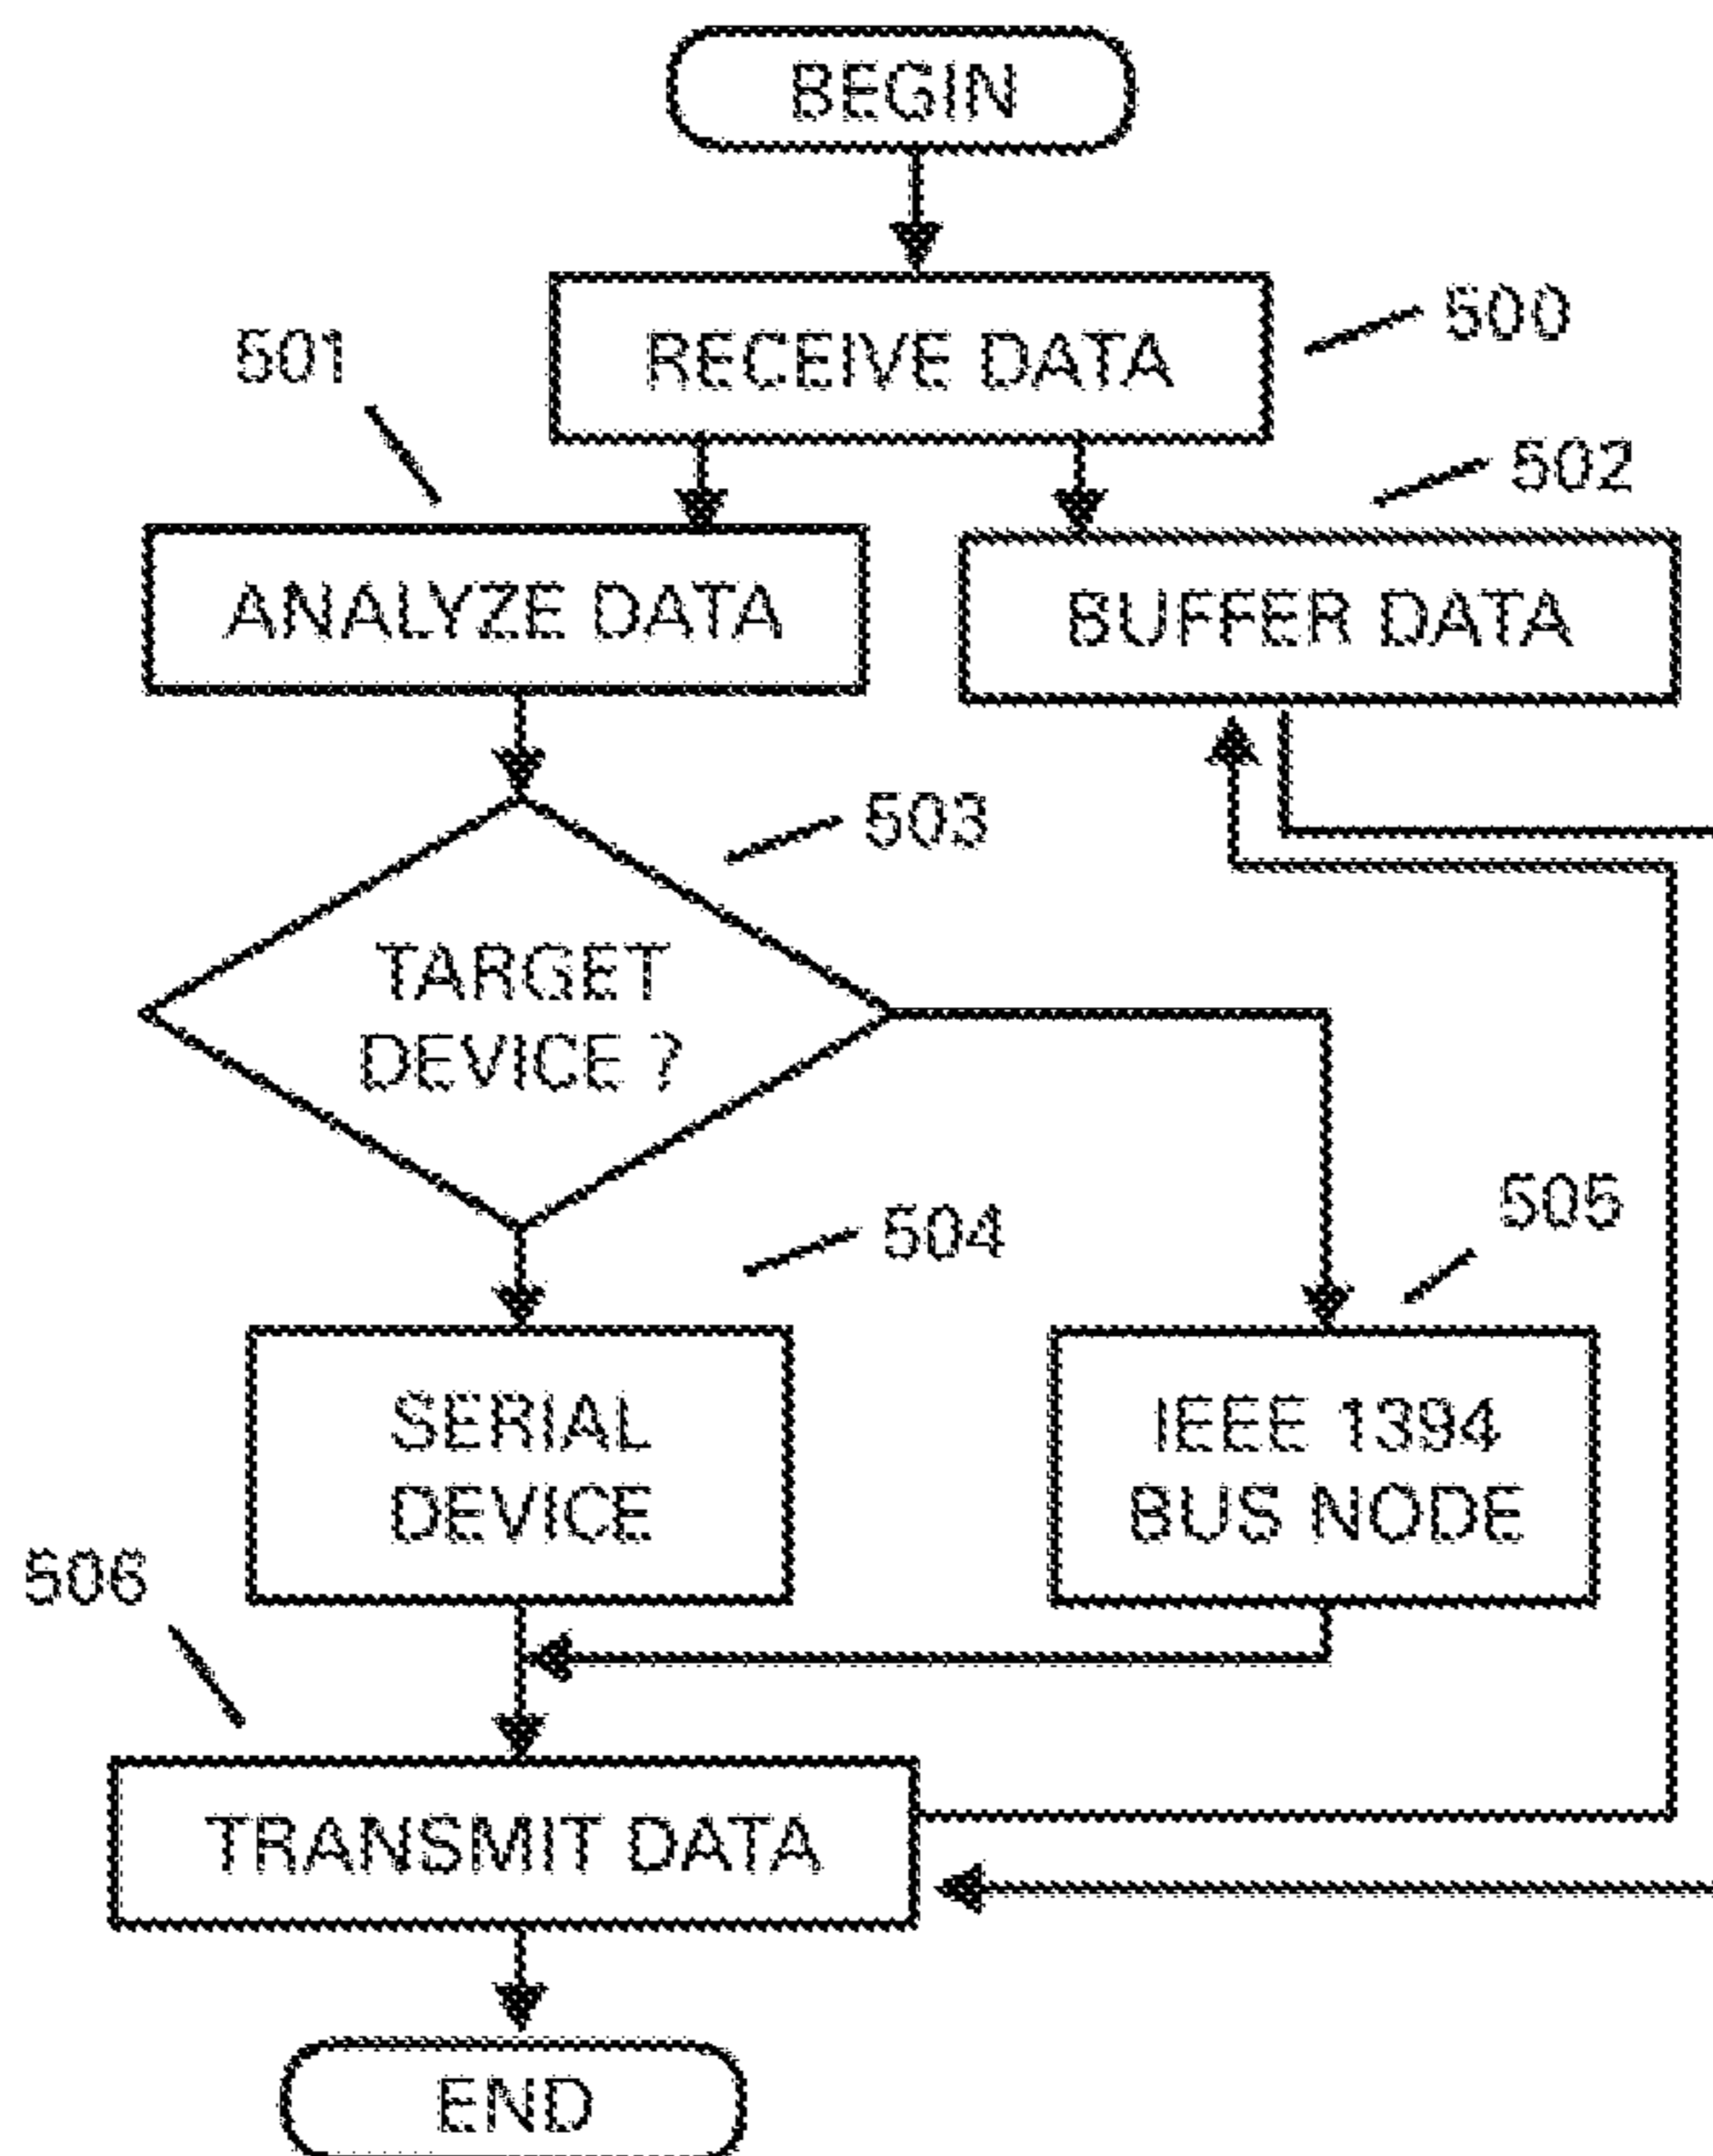 BEGIN
RECEIVE DATA
500
501
502
ANALYZE DATA
BUFFER DATA
503
TARGET
DEVICE ?
504
505
SERIAL
DEVICE
IEEE 1394
BUS NODE
506
TRANSMIT DATA
END